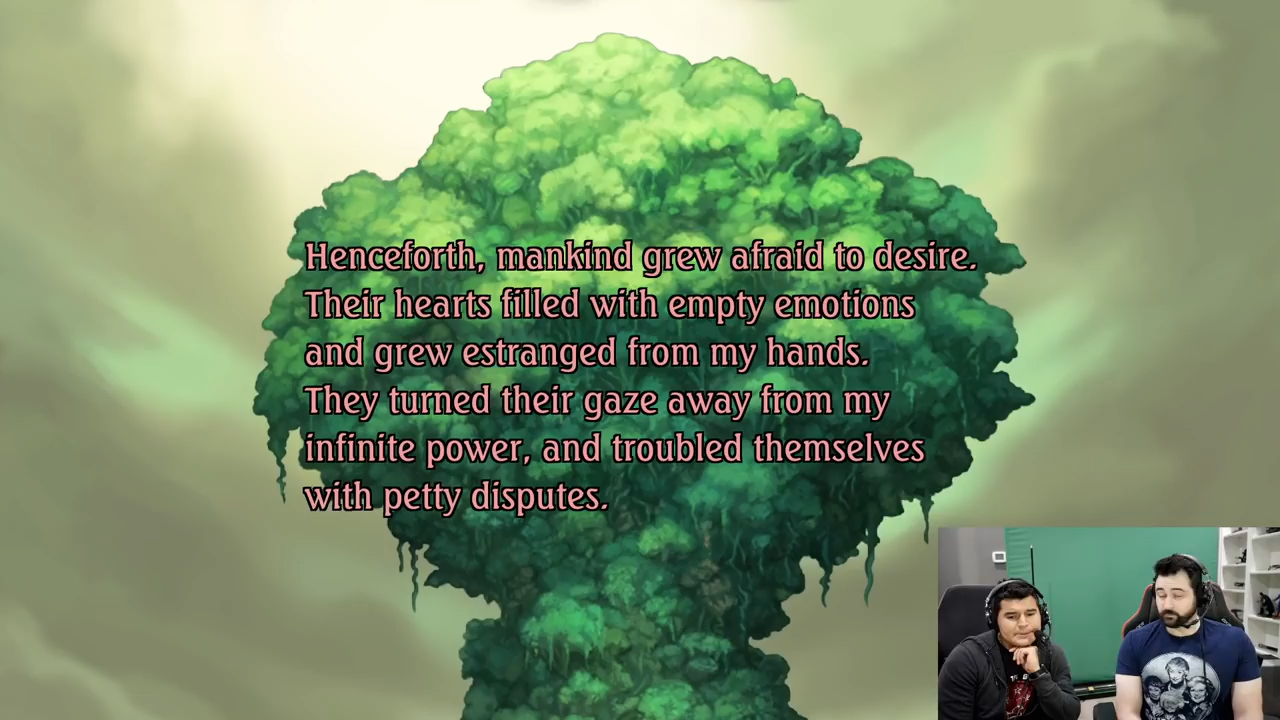 Henceforth, mankind grew afraid to desire.
Their hearts filled with empty emotions
and grew estranged from my hands.
They turned their gaze away from my
infinite power, and troubled themselves
with petty disputes.